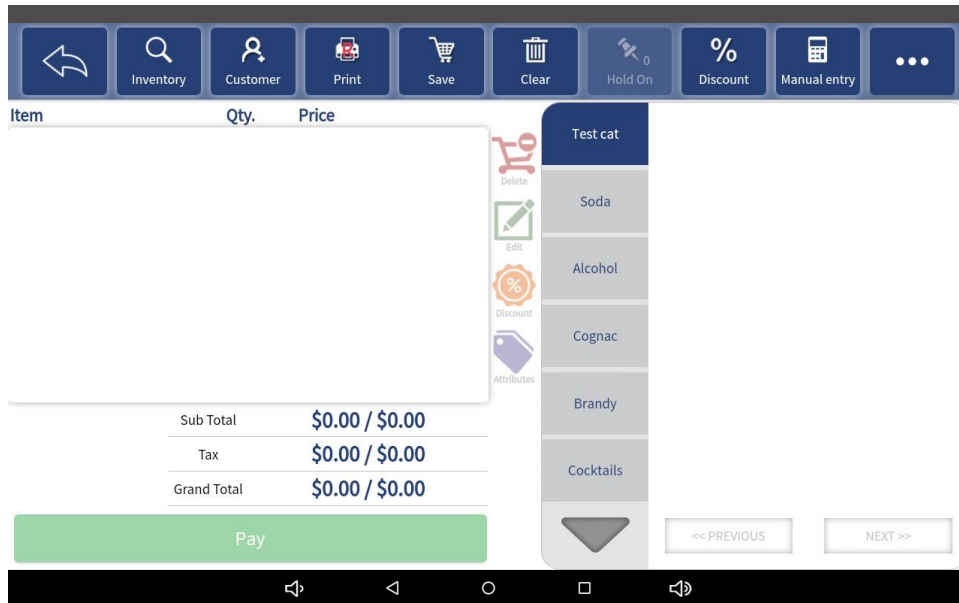 Inventory
Customer
Print
Save
Clear
0
Hold On
%
Discount
Manual entry
Item Qty. Price
Delete
Edit
%
Discount
Attributes
Sub Total $0.00 / $0.00
Tax $0.00 / $0.00
Grand Total $0.00 / $0.00
Pay
Test cat
Soda
Alcohol
Cognac
Brandy
Cocktails
<< PREVIOUS NEXT >>